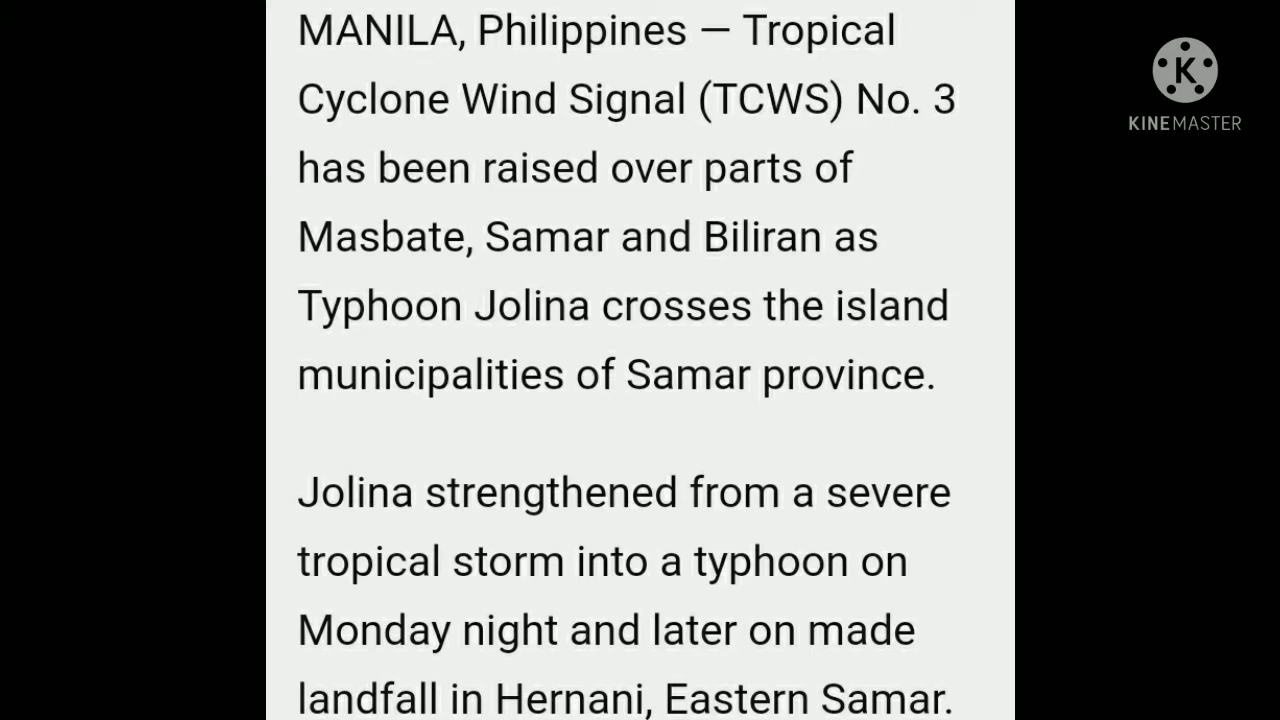 MANILA, Philippines — Tropical
Cyclone Wind Signal (TCWS) No. 3
has been raised over parts of
Masbate, Samar and Biliran as
Typhoon Jolina crosses the island
municipalities of Samar province.
Jolina strengthened from a severe
tropical storm into a typhoon on
Monday night and later on made
landfall in Hernani, Eastern Samar.
K
KINEMASTER